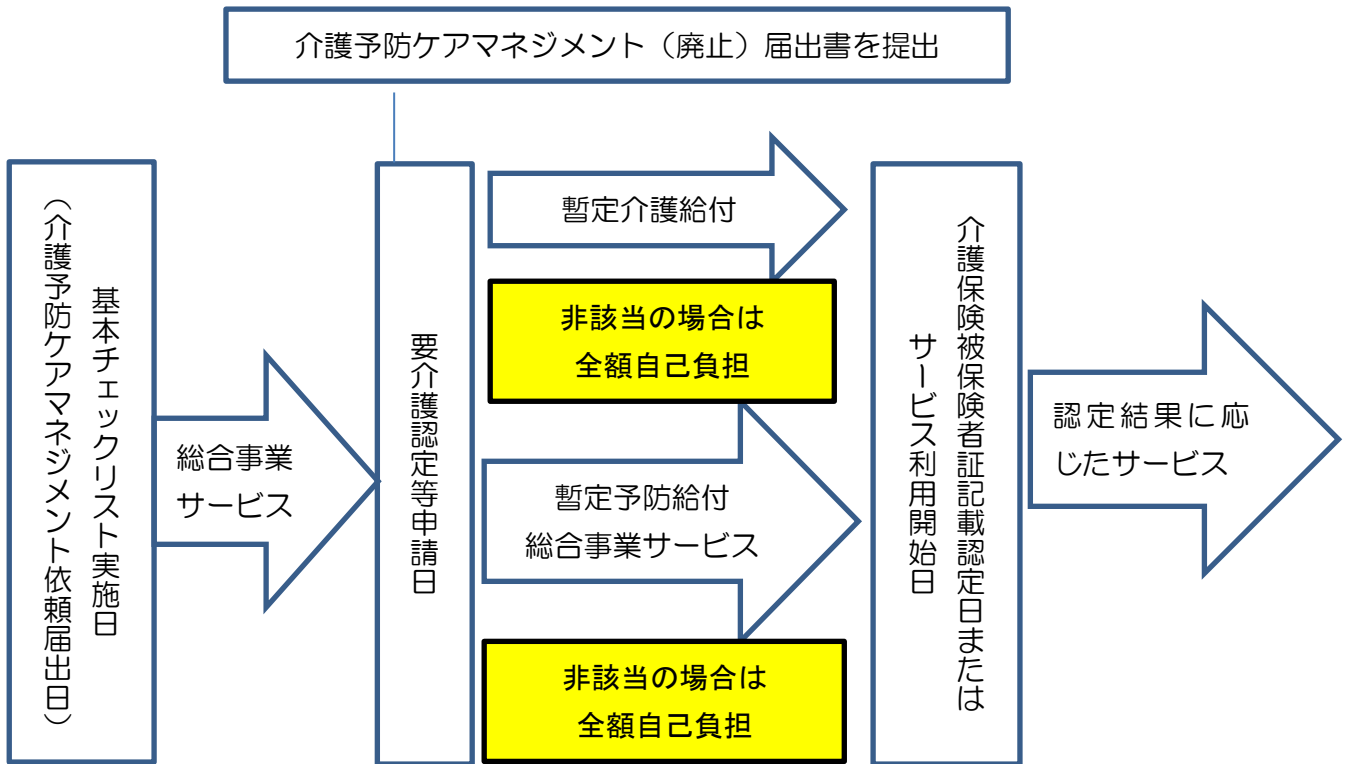 介護予防ケアマネジメント（廃止）届出書を提出
基本チェックリスト実施日
（介護予防ケアマネジメント依頼届出日）
総合事業
サービス
要介護認定等申請日
暫定介護給付
非該当の場合は
全額自己負担
暫定予防給付
総合事業サービス
非該当の場合は
全額自己負担
介護保険被保険者証記載認定日または
サービス利用開始日
認定結果に応
じたサービス